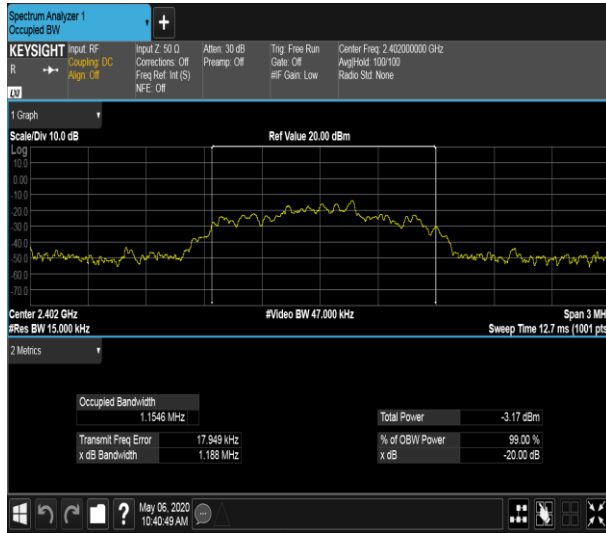 Spectrum Analyzer 1
Occupied BW
+
KEYSIGHT
R
LXI
Input: RF
Coupling: DC
Align: Off
Input Z: 50 Ω
Corrections: Off
Freq Ref: Int (S)
NFE: Off
Atten: 30 dB
Preamp: Off
Trig: Free Run
Gate: Off
#IF Gain: Low
Center Freq: 2.402000000 GHz
Avg|Hold: 100/100
Radio Std: None
1 Graph
Scale/Div 10.0 dB
Ref Value 20.00 dBm
Log
10.0
0.00
-10.0
-20.0
-30.0
-40.0
-50.0
-60.0
-70.0
Center 2.402 GHz
#Video BW 47.000 kHz
Span 3 MH
#Res BW 15.000 kHz
Sweep Time 12.7 ms (1001 pts
2 Metrics
Occupied Bandwidth
1.1546 MHz
Total Power -3.17 dBm
Transmit Freq Error 17.949 kHz
% of OBW Power 99.00 %
x dB Bandwidth 1.188 MHz
x dB -20.00 dB
?
May 06, 2020
10:40:49 AM